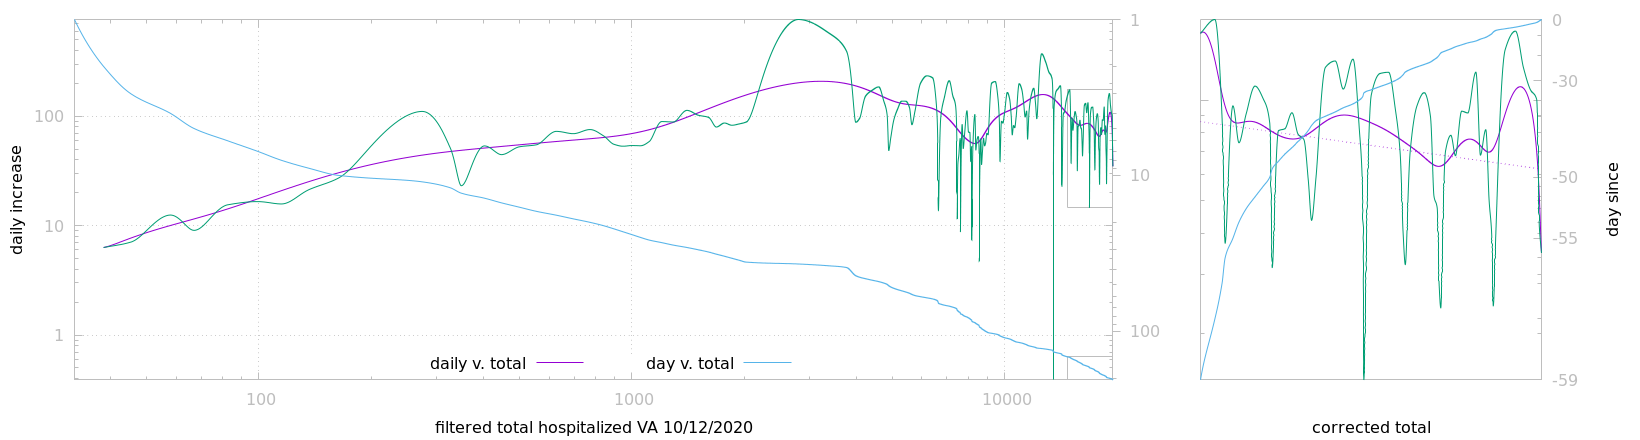 daily increase
100
10
1
daily v. total
day v. total
100
1000
10000
filtered total hospitalized VA 10/12/2020
1
10
100
0
-30
-40
-50
-55
-59
day since
corrected total